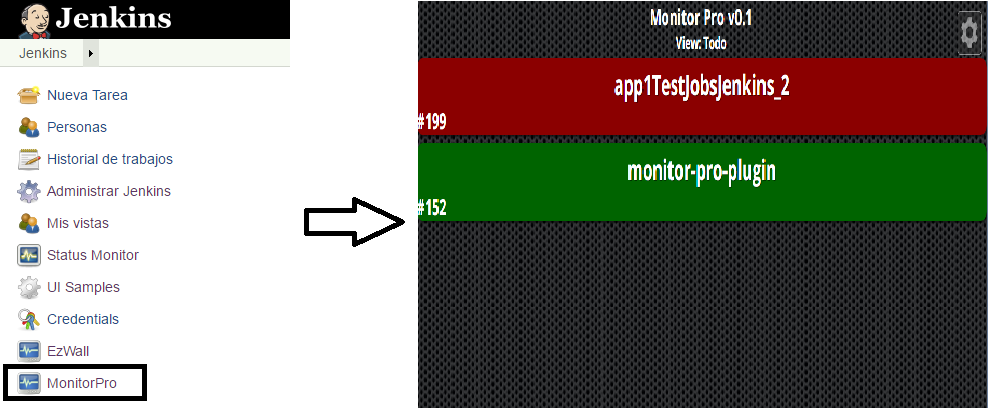 Jenkins
Jenkins
Nueva Tarea
Personas
Historial de trabajos
Administrar Jenkins
Mis vistas
Status Monitor
UI Samples
Credentials
EzWall
MonitorPro
Monitor Pro v0.1
View: Todo
app1TestJobsJenkins_2
#199
monitor-pro-plugin
#152